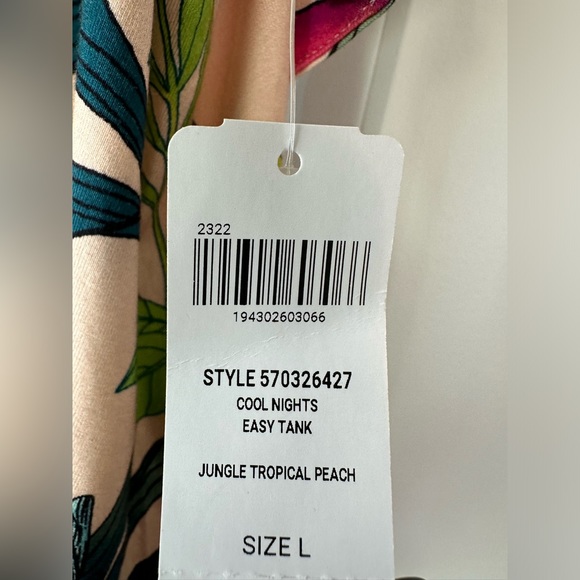 2322
194302603066
STYLE 570326427
COOL NIGHTS
EASY TANK
JUNGLE TROPICAL PEACH
SIZE L